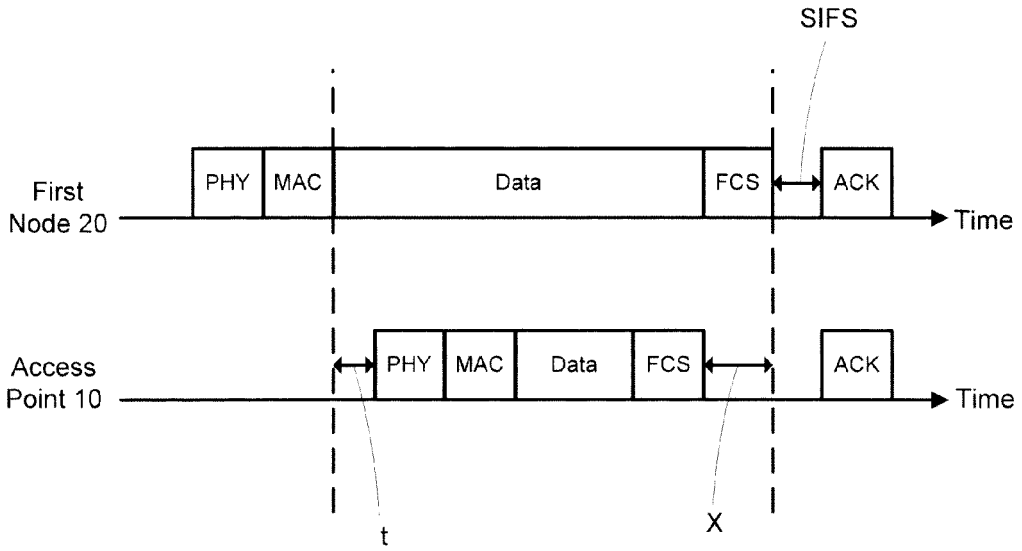 SIFS
First
Node 20
PHY
MAC
Data
FCS
ACK
Time
Access
Point 10
PHY
MAC
Data
FCS
ACK
Time
t
X